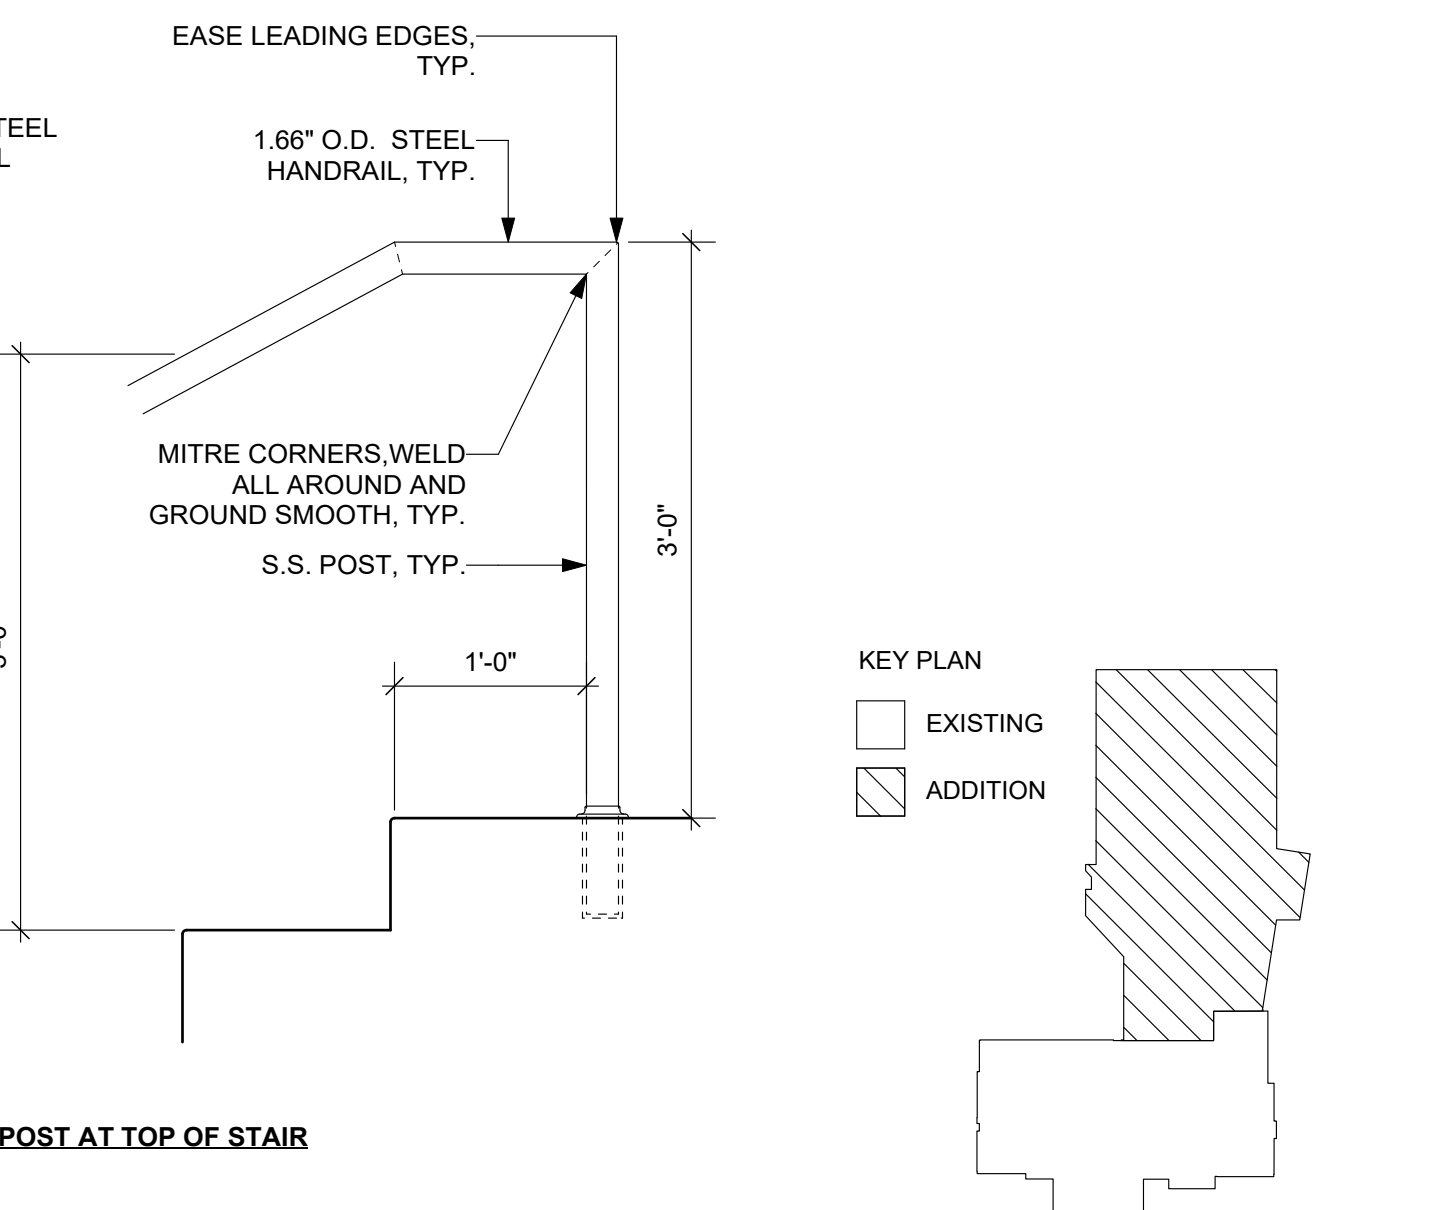 EASE LEADING EDGES,
TYP.
1.66" O.D. STEEL
HANDRAIL, TYP.
MITRE CORNERS,WELD
ALL AROUND AND
GROUND SMOOTH, TYP.
S.S. POST, TYP.
3'-0"
1'-0"
KEY PLAN
EXISTING
ADDITION
POST AT TOP OF STAIR